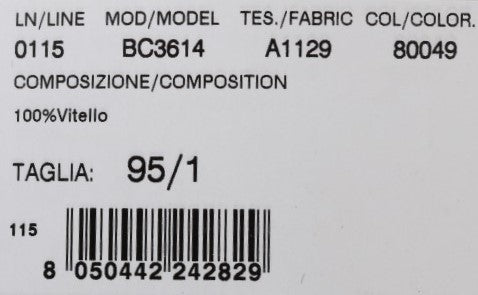 LN/LINE MOD/MODEL TES./FABRIC COL/COLOR.
0115 BC3614 A1129 80049
COMPOSIZIONE/COMPOSITION
100%Vitello
TAGLIA: 95/1
115
8 050442 242829